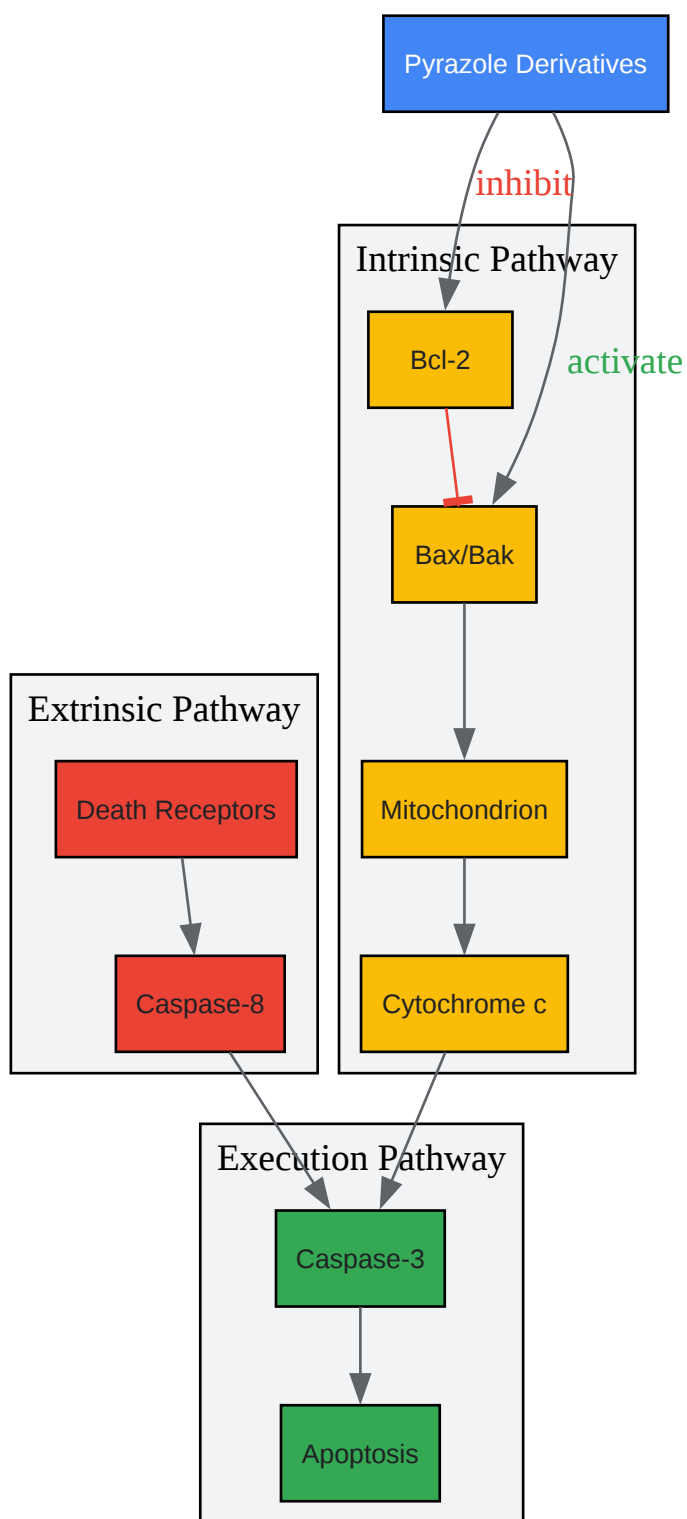 Pyrazole Derivatives
inhibit
Intrinsic Pathway
Bcl-2
activate
Bax/Bak
Extrinsic Pathway
Death Receptors
Mitochondrion
Caspase-8
Cytochrome c
Execution Pathway
Caspase-3
Apoptosis